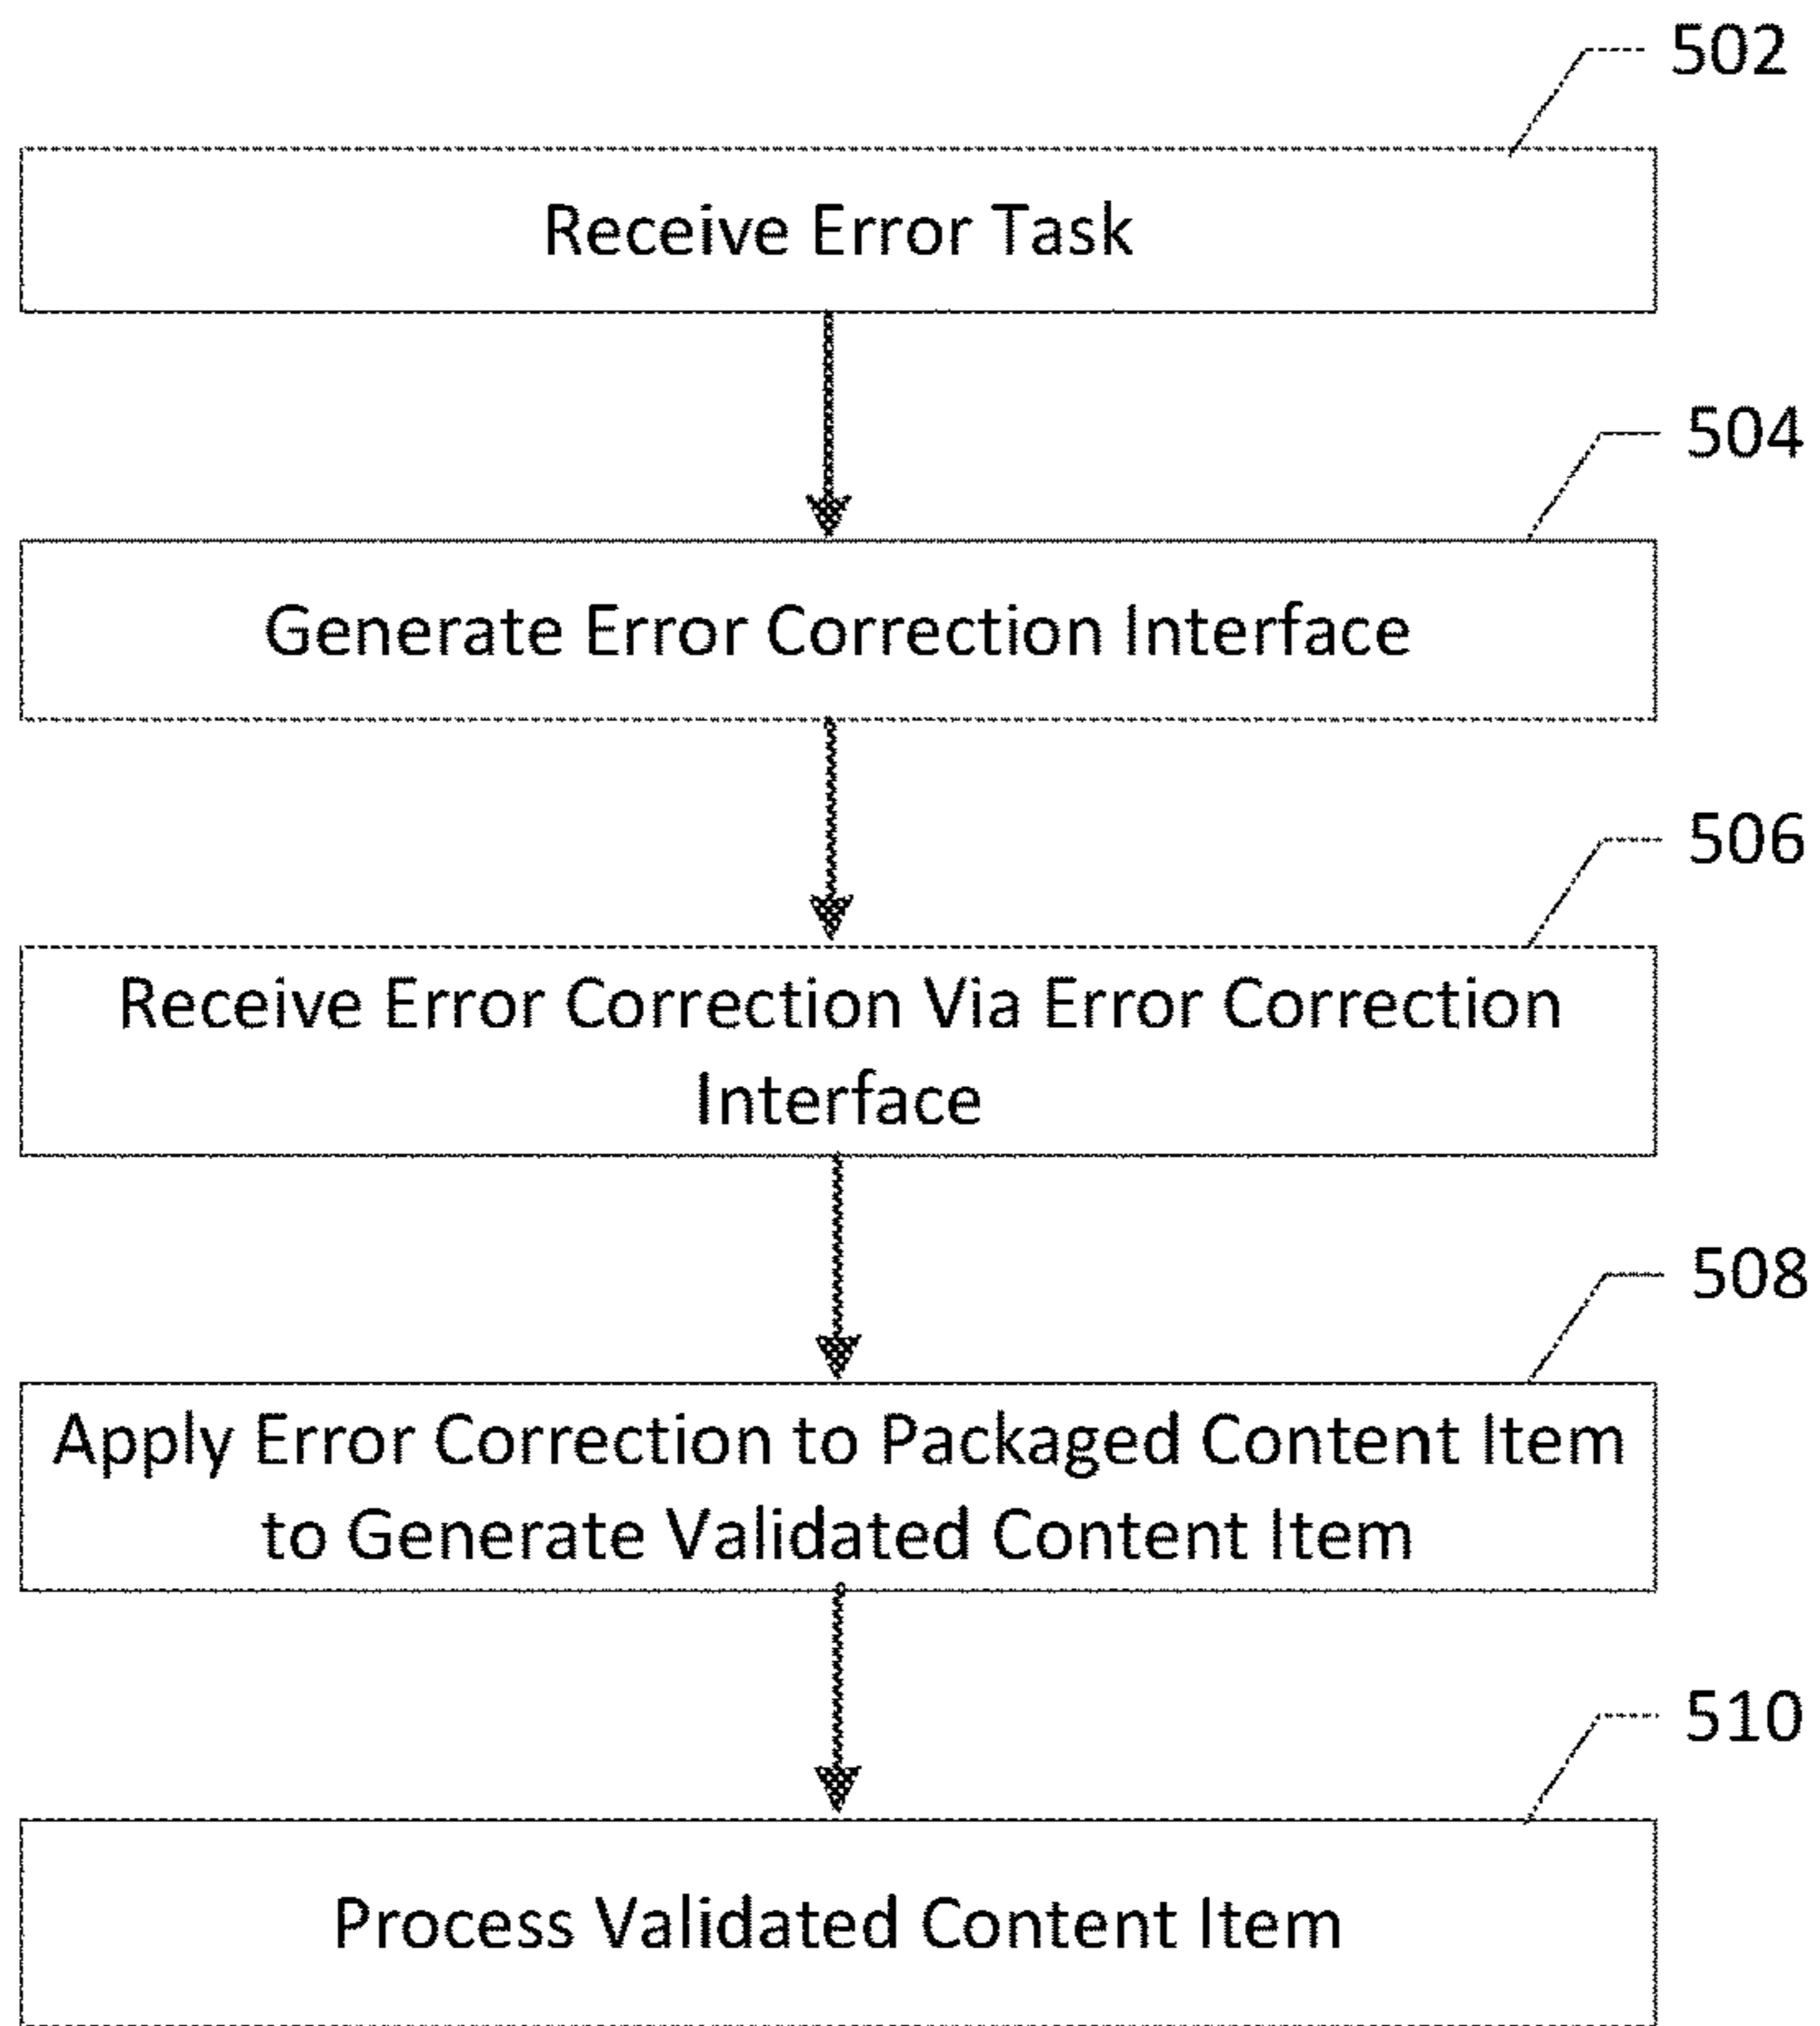 502
Receive Error Task
504
Generate Error Correction Interface
506
Receive Error Correction Via Error Correction
Interface
508
Apply Error Correction to Packaged Content Item
to Generate Validated Content Item
510
Process Validated Content Item